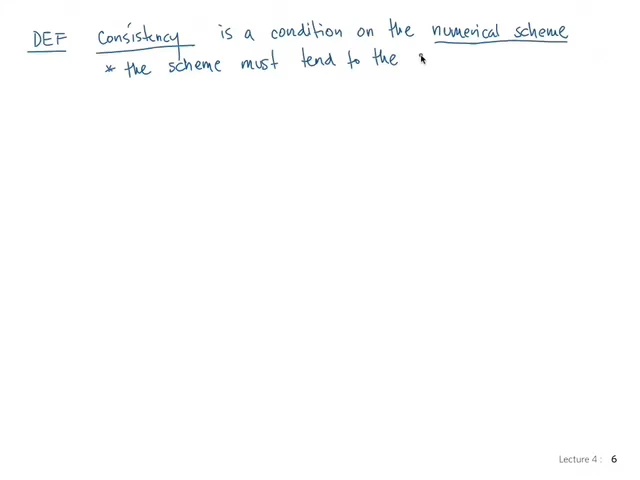 DEF Consistency is a condition on the numerical scheme
* the scheme must tend to the
Lecture 4 : 6